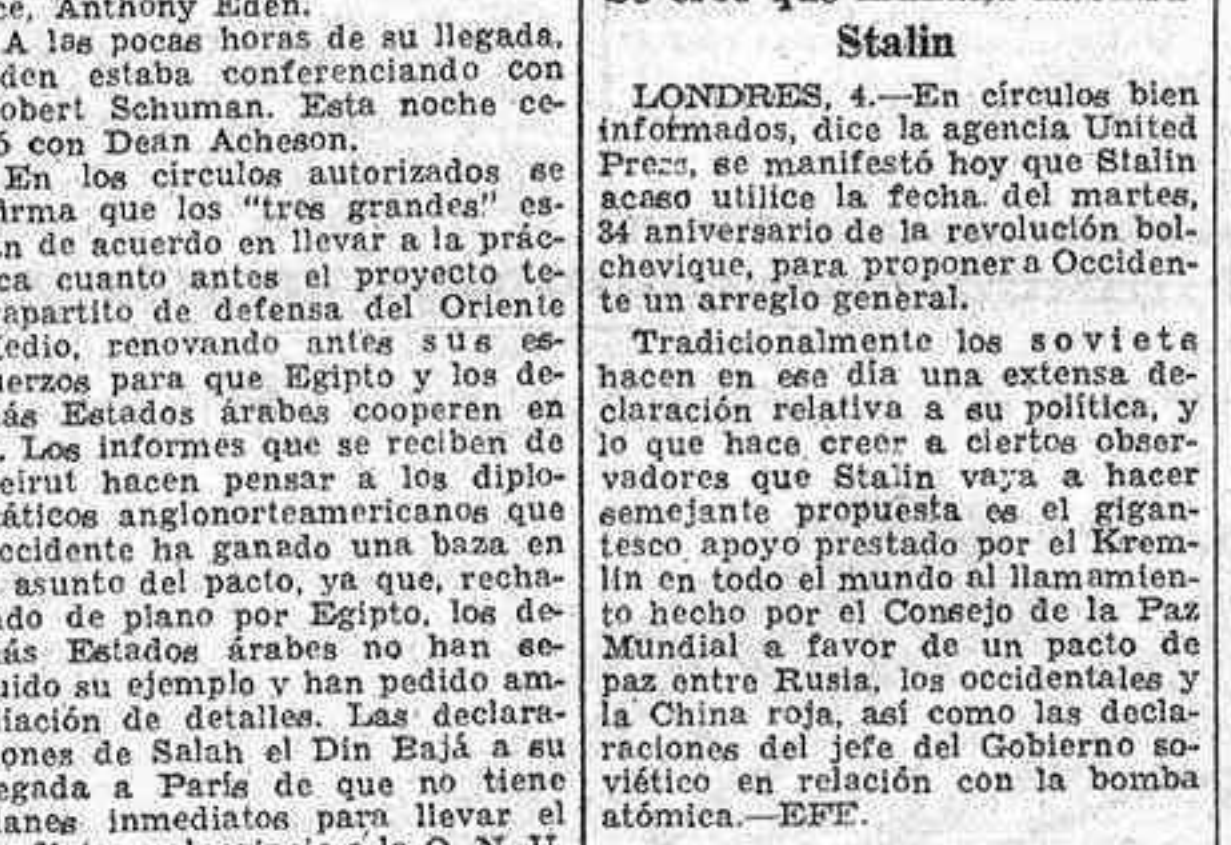 ce, Anthony Eden.
A las pocas horas de su llegada,
den estaba conferenciando con
obert Schuman. Esta noche ce-
ó con Dean Acheson.
En los círculos autorizados se
irma que los "tres grandes" es-
n de acuerdo en llevar a la prác-
ca cuanto antes el proyecto te-
apartito de defensa del Oriente
edio, renovando antes sus es-
uerzos para que Egipto y los de-
ás Estados árabes cooperen en
. Los informes que se reciben de
eirut hacen pensar a los diplo-
áticos anglonorteamericanos que
ccidente ha ganado una baza en
asunto del pacto, ya que, recha-
ado de plano por Egipto, los de-
ás Estados árabes no han se-
uido su ejemplo y han pedido am-
liación de detalles. Las declara-
ones de Salah el Din Bajá a su
egada a París de que no tiene
anes inmediatos para llevar el
a la O. N. U.
Se cree que
Stalin
LONDRES, 4.—En círculos bien
informados, dice la agencia United
Press, se manifestó hoy que Stalin
acaso utilice la fecha del martes,
34 aniversario de la revolución bol-
chevique, para proponer a Occiden-
te un arreglo general.
Tradicionalmente los soviets
hacen en ese día una extensa de-
claración relativa a su política, y
lo que hace creer a ciertos obser-
vadores que Stalin vaya a hacer
semejante propuesta es el gigan-
tesco apoyo prestado por el Krem-
lin en todo el mundo al llamamien-
to hecho por el Consejo de la Paz
Mundial a favor de un pacto de
paz entre Rusia, los occidentales y
la China roja, así como las decla-
raciones del jefe del Gobierno so-
viético en relación con la bomba
atómica.—EFE.